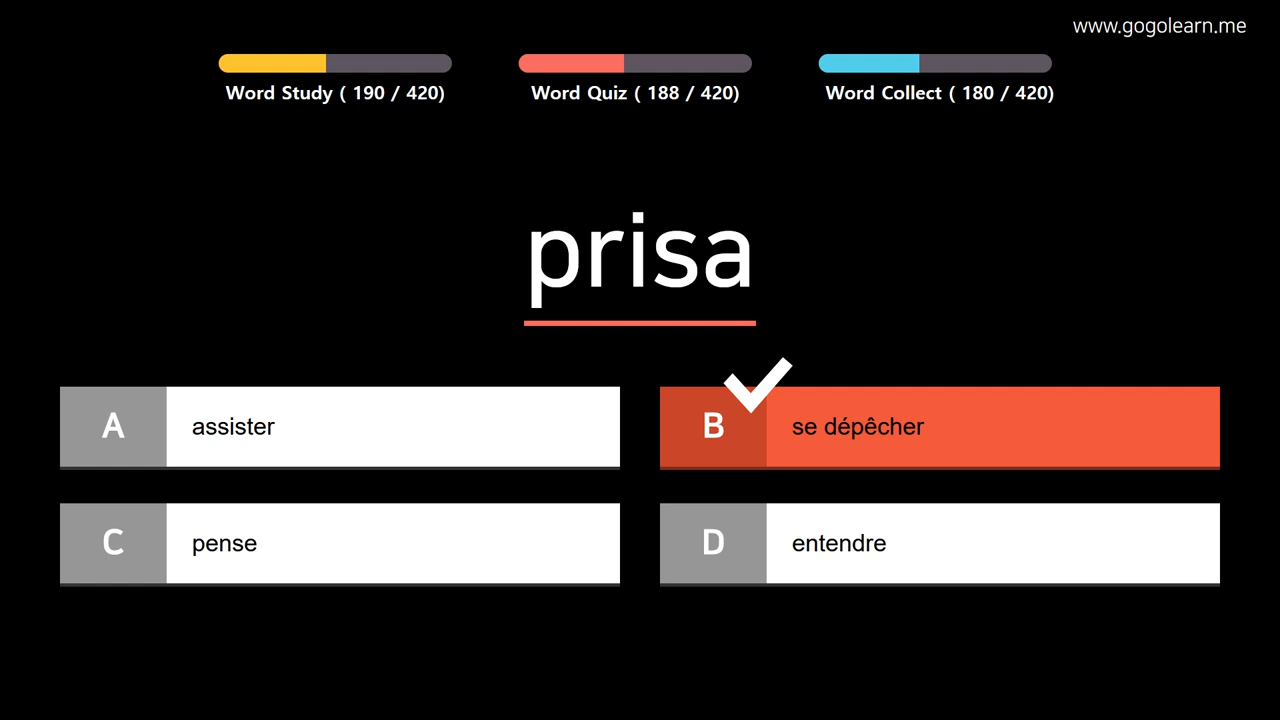 www.gogolearn.me
Word Study ( 190 / 420)
Word Quiz ( 188 / 420)
Word Collect ( 180 / 420)
prisa
A assister
B se dépêcher
C pense
D entendre